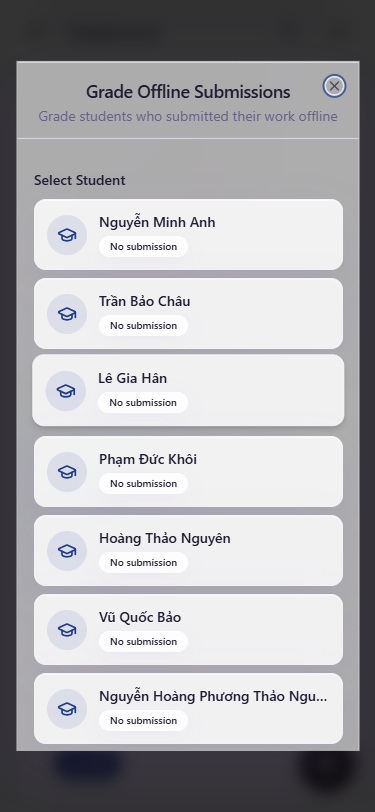 Grade Offline Submissions
Grade students who submitted their work offline
Select Student
Nguyễn Minh Anh
No submission
Trần Bảo Châu
No submission
Lê Gia Hân
No submission
Phạm Đức Khôi
No submission
Hoàng Thảo Nguyên
No submission
Vũ Quốc Bảo
No submission
Nguyễn Hoàng Phương Thảo Ngu...
No submission